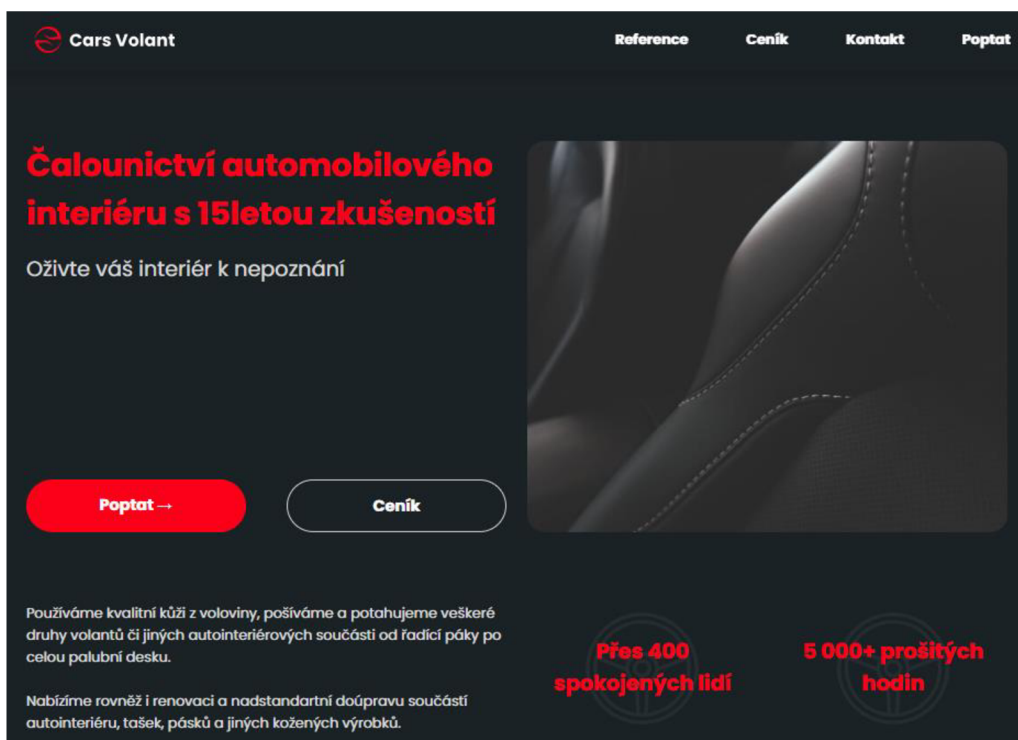 Cars Volant
Reference
Ceník
Kontakt
Poptat
Čalounictví automobilového
interiéru s 15letou zkušeností
Oživte váš interiér k nepoznání
Poptat →
Ceník
Používáme kvalitní kůži z voloviny, pošíváme a potahujeme veškeré
druhy volantů či jiných autointeriérových součásti od řadící páky po
celou palubní desku.
Nabízíme rovněž i renovaci a nadstandartní doúpravu součástí
autointeriéru, tašek, pásků a jiných kožených výrobků.
Přes 400
spokojených lidí
5 000+ prošitých
hodin